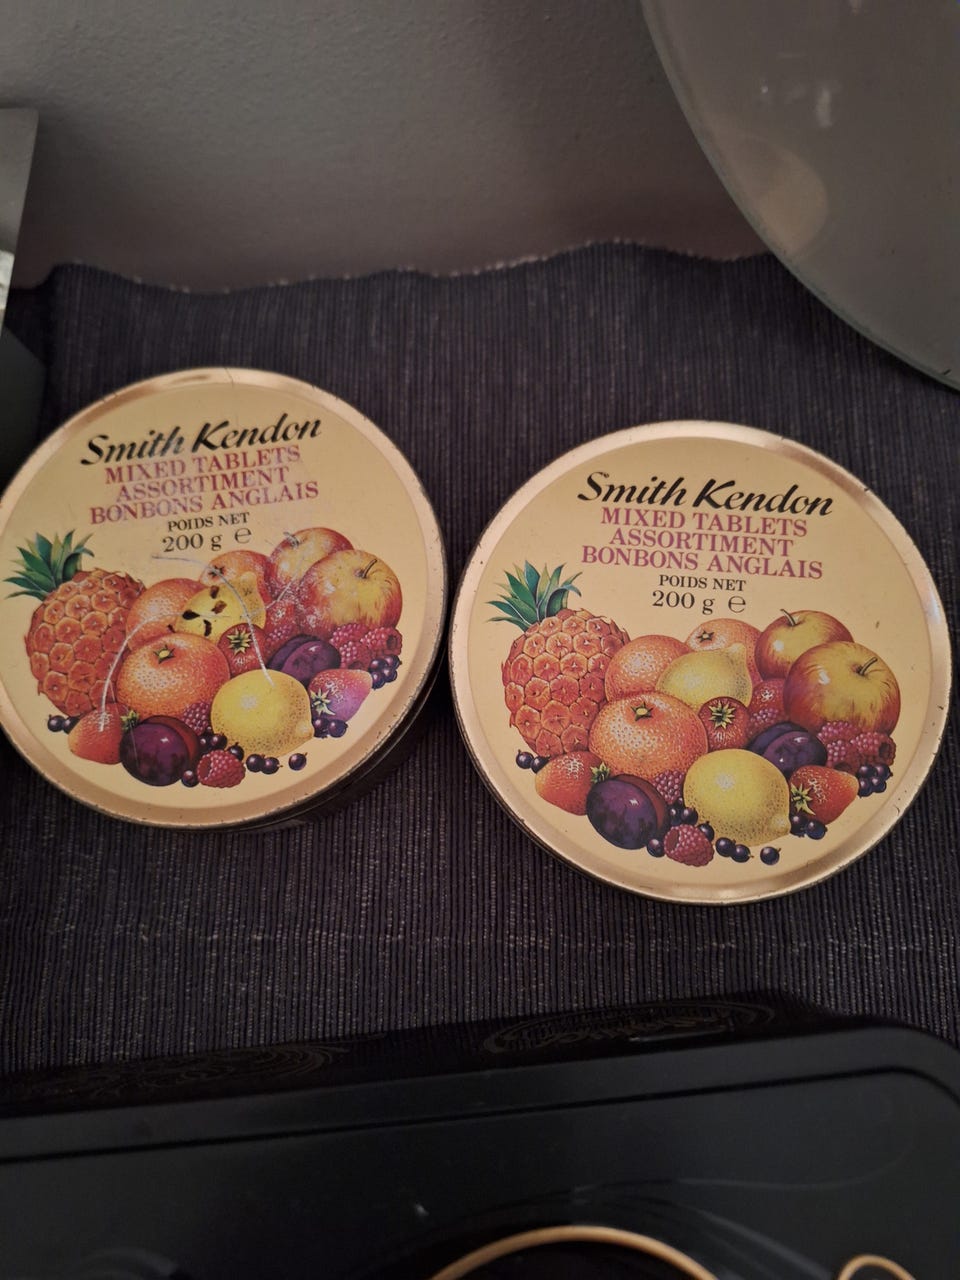 Smith Kendon
MIXED TABLETS
ASSORTIMENT
BONBONS ANGLAIS
POIDS NET
200 g ℮
Smith Kendon
MIXED TABLETS
ASSORTIMENT
BONBONS ANGLAIS
POIDS NET
200 g ℮